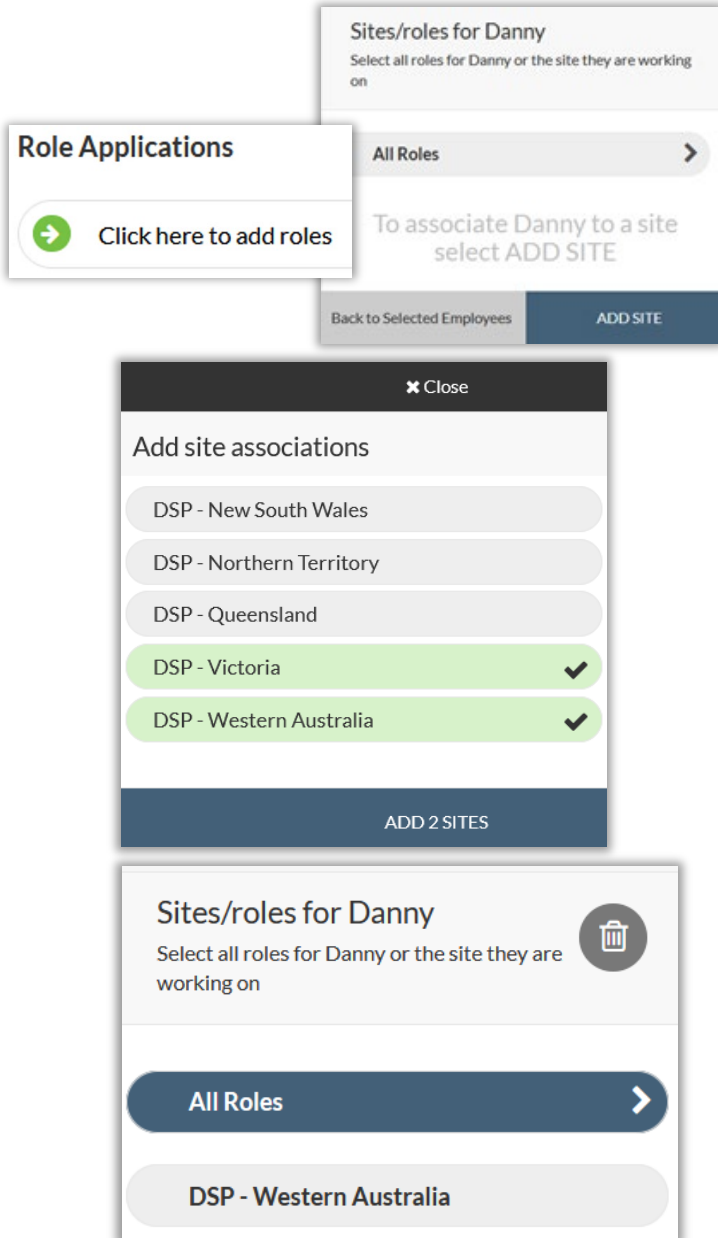 Sites/roles for Danny
Select all roles for Danny or the site they are working
on
Role Applications
Click here to add roles
All Roles
To associate Danny to a site
select ADD SITE
Back to Selected Employees
ADD SITE
Close
Add site associations
DSP - New South Wales
DSP - Northern Territory
DSP - Queensland
DSP - Victoria
DSP - Western Australia
ADD 2 SITES
Sites/roles for Danny
Select all roles for Danny or the site they are
working on
All Roles
DSP - Western Australia